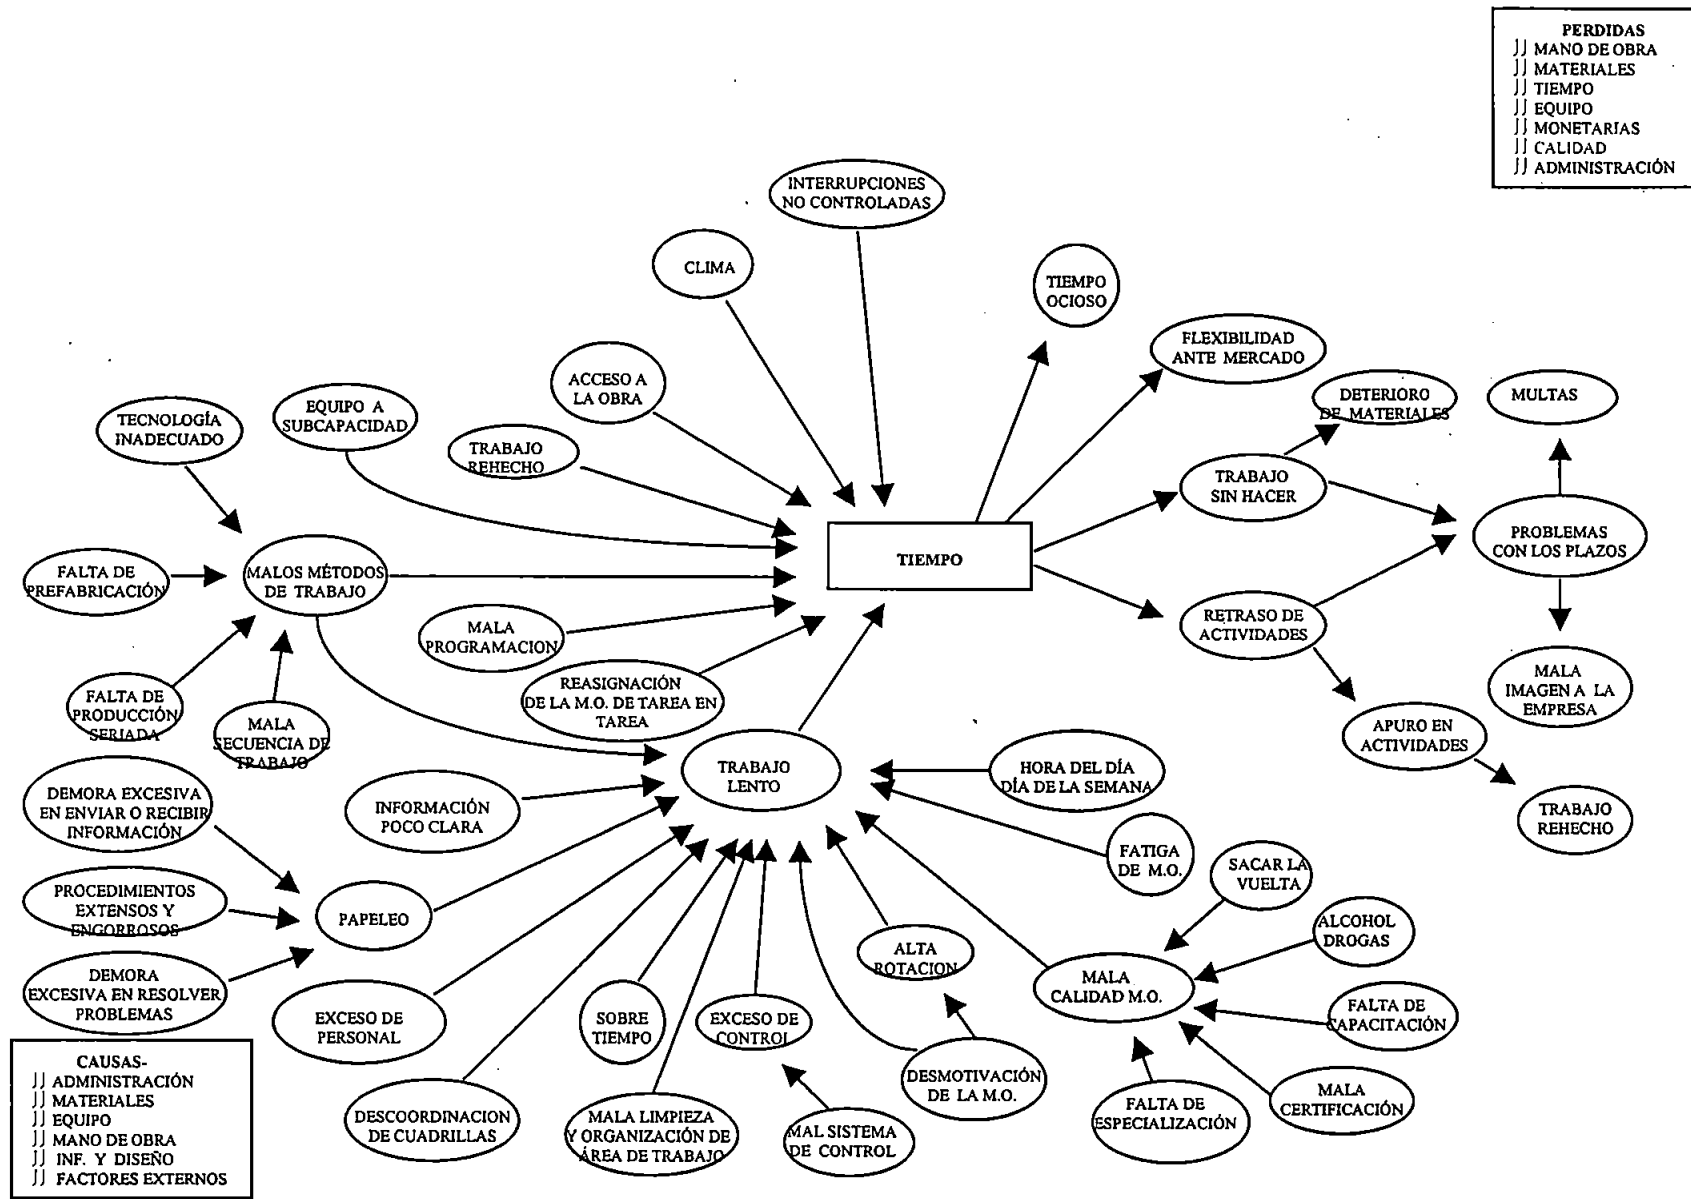 PERDIDAS
MANO DE OBRA
MATERIALES
TIEMPO
EQUIPO
MONETARIAS
CALIDAD
ADMINISTRACIÓN
INTERRUPCIONES
NO CONTROLADAS
CLIMA
TIEMPO
OCIOSO
FLEXIBILIDAD
ANTE MERCADO
ACCESO A
LA OBRA
DETERIORO
DE MATERIALES
MULTAS
EQUIPO A
SUBCAPACIDAD
TECNOLOGÍA
INADECUADO
TRABAJO
REHECHO
TRABAJO
SIN HACER
PROBLEMAS
CON LOS PLAZOS
TIEMPO
FALTA DE
PREFABRICACIÓN
MALOS MÉTODOS
DE TRABAJO
MALA
PROGRAMACION
RETRASO DE
ACTIVIDADES
REASIGNACIÓN
DE LA M.O. DE TAREA EN
TAREA
MALA
IMAGEN A LA
EMPRESA
FALTA DE
PRODUCCIÓN
SERIADA
MALA
SECUENCIA DE
TRABAJO
APURO EN
ACTIVIDADES
TRABAJO
LENTO
HORA DEL DÍA
DÍA DE LA SEMANA
DEMORA EXCESIVA
EN ENVIAR O RECIBIR
INFORMACIÓN
INFORMACIÓN
POCO CLARA
TRABAJO
REHECHO
FATIGA
DE M.O.
SACAR LA
VUELTA
PROCEDIMIENTOS
EXTENSOS Y
ENGORROSOS
PAPELEO
ALCOHOL
DROGAS
ALTA
ROTACION
DEMORA
EXCESIVA EN RESOLVER
PROBLEMAS
MALA
CALIDAD M.O.
EXCESO DE
PERSONAL
SOBRE
TIEMPO
EXCESO DE
CONTROL
FALTA DE
CAPACITACIÓN
DESMOTIVACIÓN
DE LA M.O.
MALA
CERTIFICACIÓN
FALTA DE
ESPECIALIZACIÓN
DESCOORDINACION
DE CUADRILLAS
MALA LIMPIEZA
Y ORGANIZACIÓN DE
ÁREA DE TRABAJO
MAL SISTEMA
DE CONTROL
CAUSAS-
ADMINISTRACIÓN
MATERIALES
EQUIPO
MANO DE OBRA
INF. Y DISEÑO
FACTORES EXTERNOS